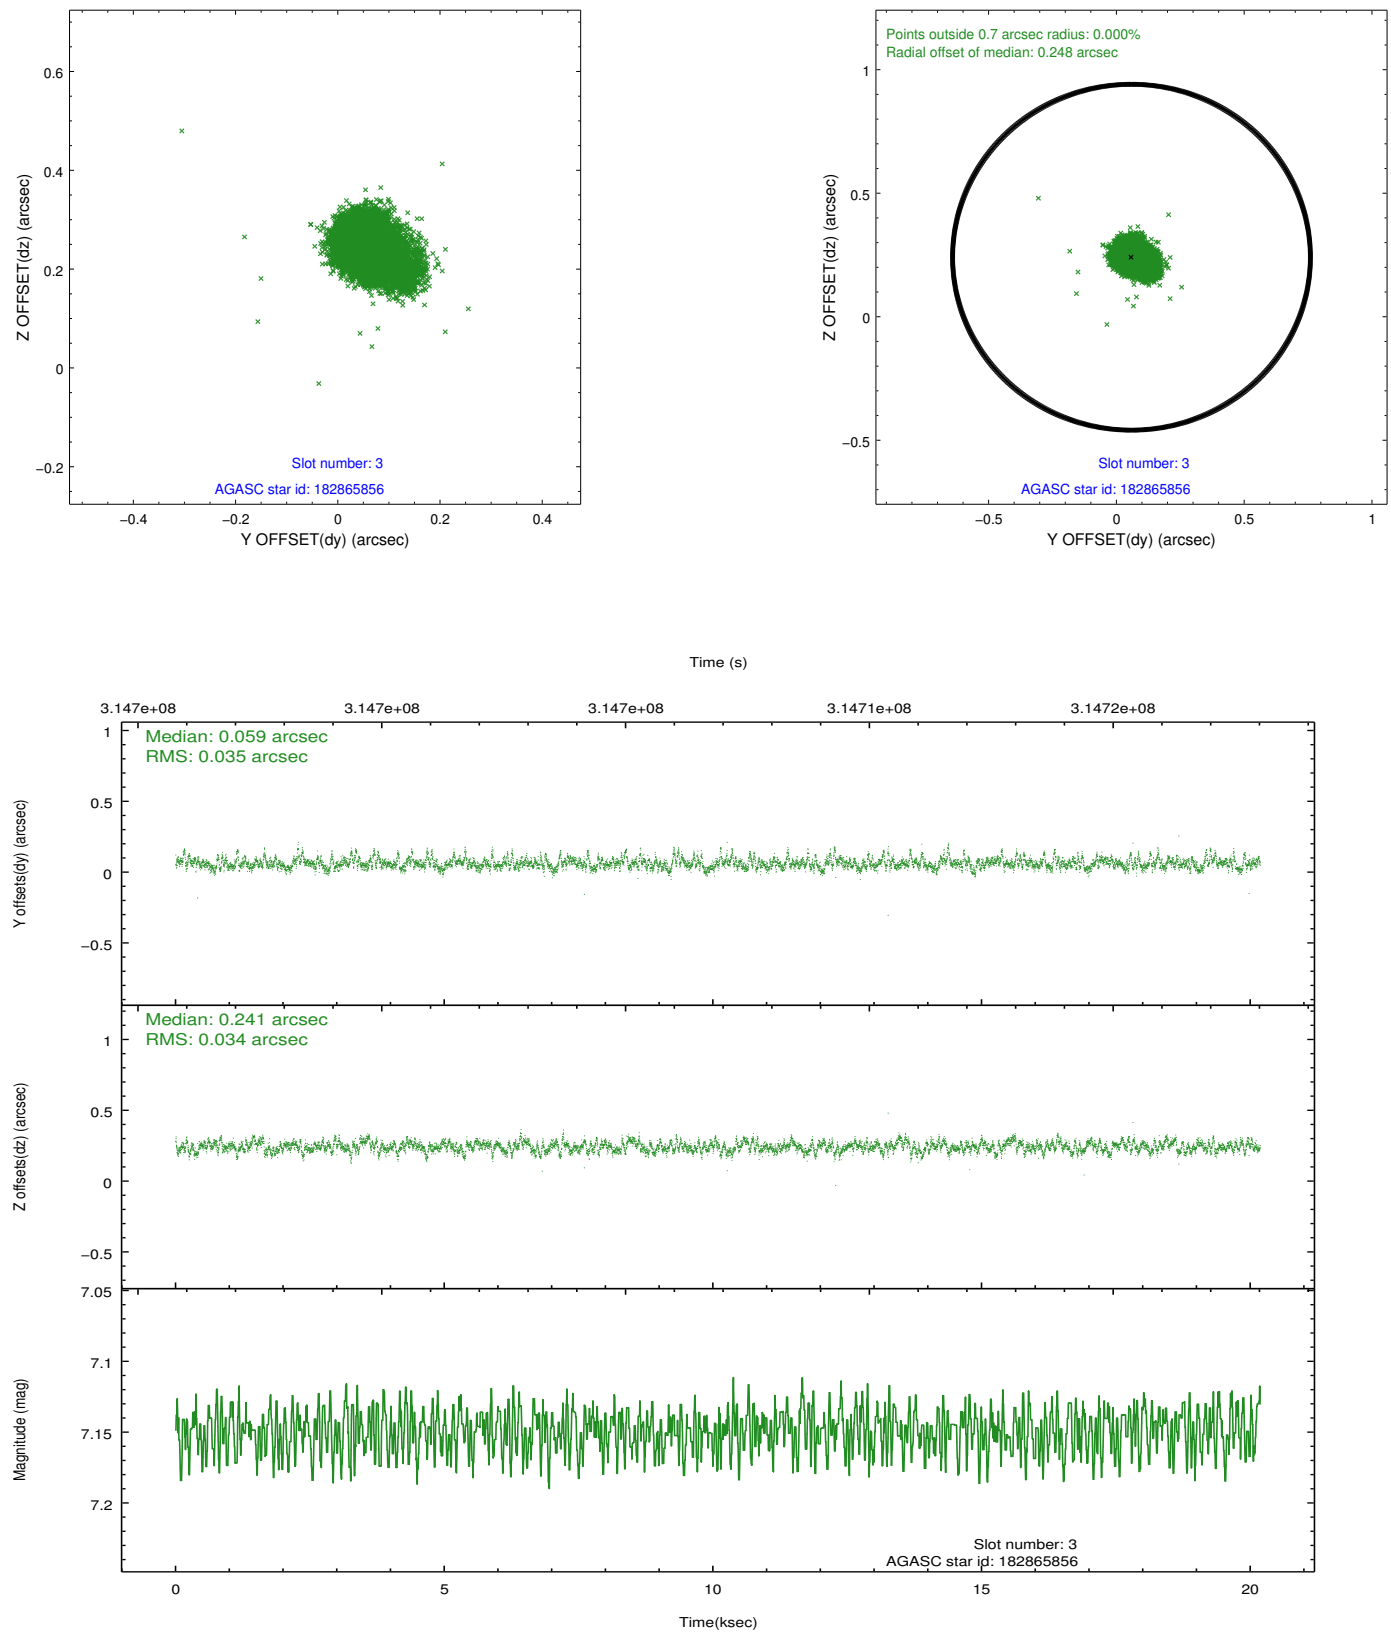 0.6
0.4
0.2
0
−0.2
−0.4
−0.2
0
0.2
0.4
Z OFFSET(dz) (arcsec)
Y OFFSET(dy) (arcsec)
Slot number: 3
AGASC star id: 182865856
Points outside 0.7 arcsec radius: 0.000%
Radial offset of median: 0.248 arcsec
1
0.5
0
−0.5
−0.5
0
0.5
1
Z OFFSET(dz) (arcsec)
Y OFFSET(dy) (arcsec)
Slot number: 3
AGASC star id: 182865856
Time (s)
3.147e+08 3.147e+08 3.147e+08 3.1471e+08 3.1472e+08
Median: 0.059 arcsec
RMS: 0.035 arcsec
1
0.5
0
−0.5
Y offsets(dy) (arcsec)
Median: 0.241 arcsec
RMS: 0.034 arcsec
1
0.5
0
−0.5
Z offsets(dz) (arcsec)
7.05
7.1
7.15
7.2
Magnitude (mag)
Slot number: 3
AGASC star id: 182865856
0 5 10 15 20
Time(ksec)